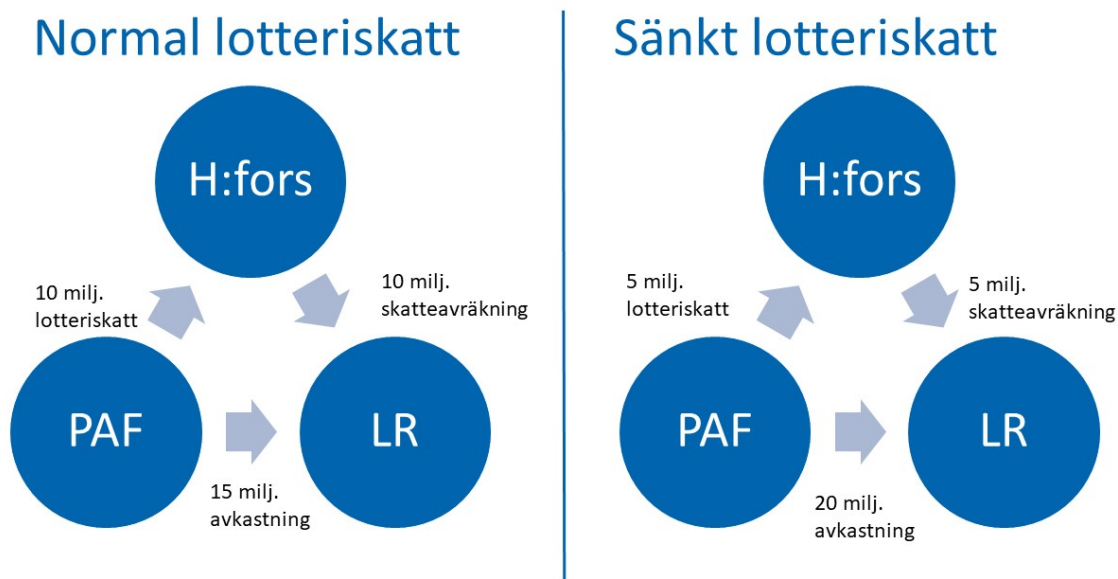 Normal lotteriskatt
H:fors
10 milj.
lotteriskatt
10 milj.
skatteavräkning
PAF
LR
15 milj.
avkastning
Sänkt lotteriskatt
H:fors
5 milj.
lotteriskatt
5 milj.
skatteavräkning
PAF
LR
20 milj.
avkastning